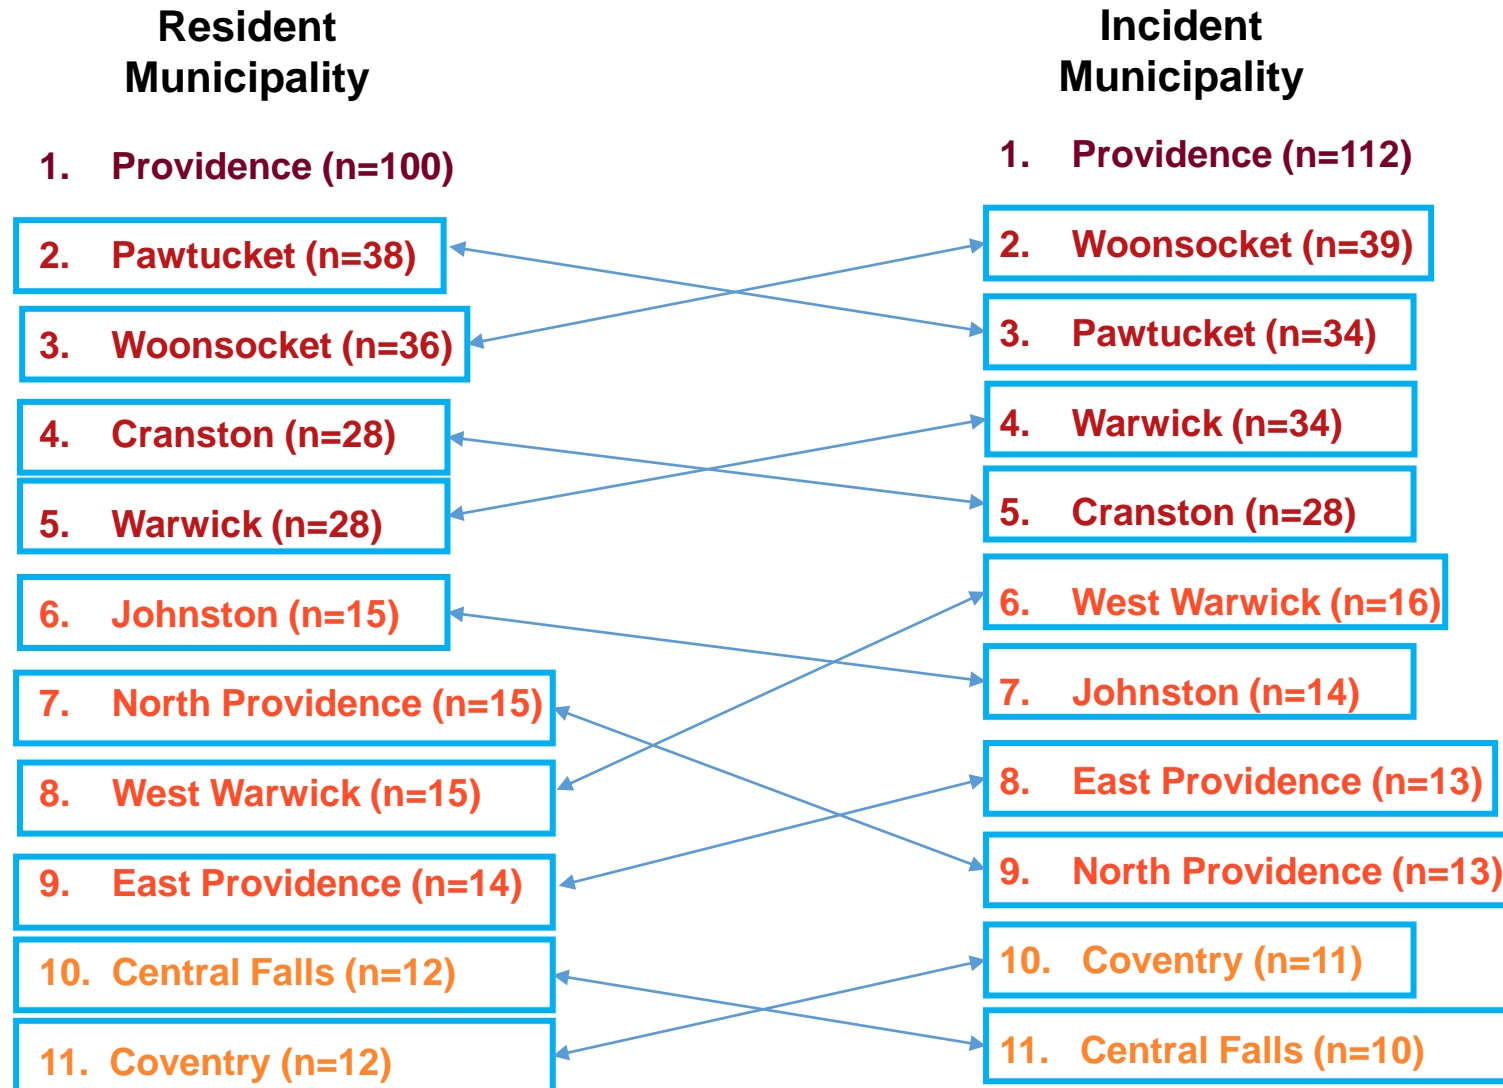 Resident
Municipality
1. Providence (n=100)
2. Pawtucket (n=38)
3. Woonsocket (n=36)
4. Cranston (n=28)
5. Warwick (n=28)
6. Johnston (n=15)
7. North Providence (n=15)
8. West Warwick (n=15)
9. East Providence (n=14)
10. Central Falls (n=12)
11. Coventry (n=12)
Incident
Municipality
1. Providence (n=112)
2. Woonsocket (n=39)
3. Pawtucket (n=34)
4. Warwick (n=34)
5. Cranston (n=28)
6. West Warwick (n=16)
7. Johnston (n=14)
8. East Providence (n=13)
9. North Providence (n=13)
10. Coventry (n=11)
11. Central Falls (n=10)